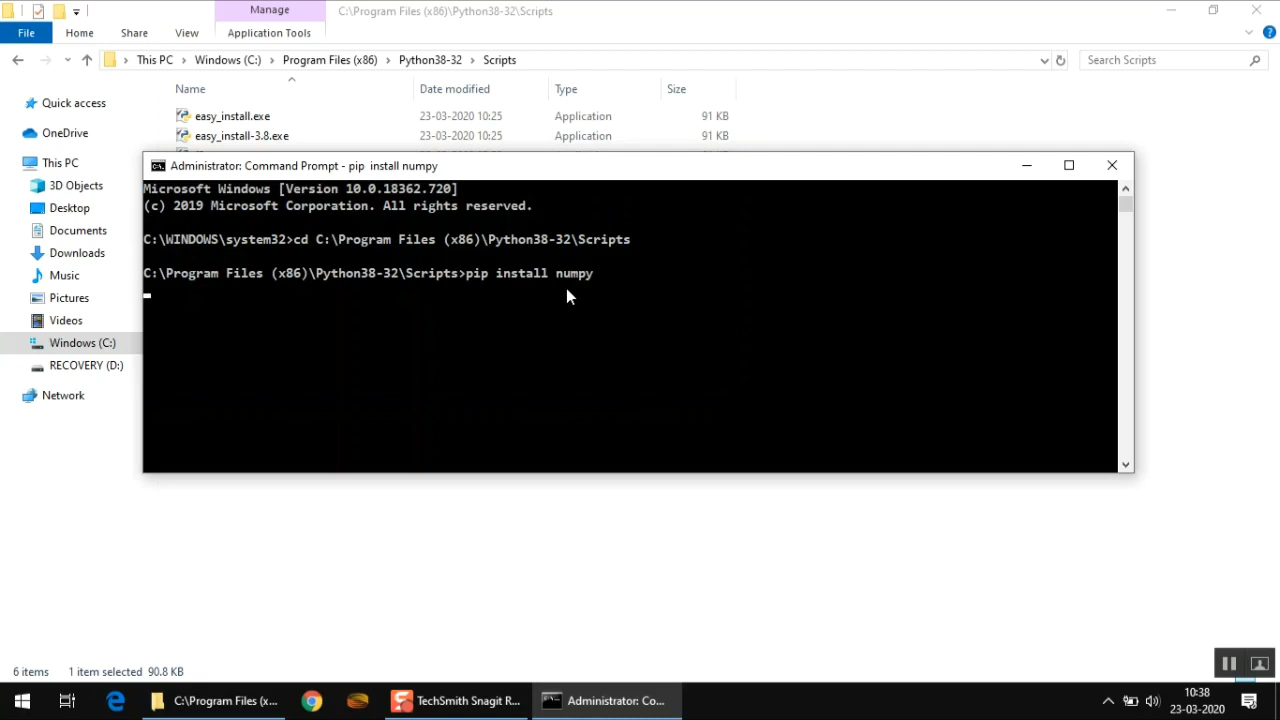 Manage
C:\Program Files (x86)\Python38-32\Scripts
File
Home
Share
View
Application Tools
This PC
Windows (C:)
Program Files (x86)
Python38-32
Scripts
Search Scripts
Name
Date modified
Type
Size
Quick access
OneDrive
This PC
3D Objects
Desktop
Documents
Downloads
Music
Pictures
Videos
Windows (C:)
RECOVERY (D:)
Network
easy_install.exe 23-03-2020 10:25 Application 91 KB
easy_install-3.8.exe 23-03-2020 10:25 Application 91 KB
Administrator: Command Prompt - pip install numpy
Microsoft Windows [Version 10.0.18362.720]
(c) 2019 Microsoft Corporation. All rights reserved.
C:\WINDOWS\system32>cd C:\Program Files (x86)\Python38-32\Scripts
C:\Program Files (x86)\Python38-32\Scripts>pip install numpy
6 items
1 item selected 90.8 KB
C:\Program Files (x...
TechSmith Snagit R...
Administrator: Co...
10:38
23-03-2020